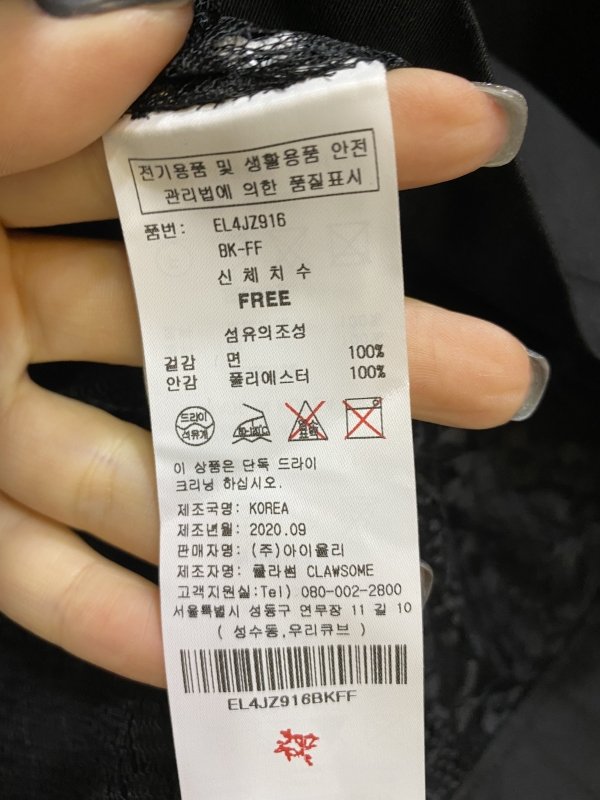 전기용품 및 생활용품 안전
관리법에 의한 품질표시
품번: EL4JZ916
BK-FF
신 체 치 수
FREE
섬유의조성
겉감 면 100%
안감 폴리에스터 100%
드라이
석유계
이 상품은 단독 드라이
크리닝 하십시오.
제조국명: KOREA
제조년월: 2020.09
판매자명: (주)아이올리
제조자명: 클라썸 CLAWSOME
고객지원실:Tel) 080-002-2800
서울특별시 성동구 연무장 11 길 10
( 성수동,우리큐브 )
EL4JZ916BKFF